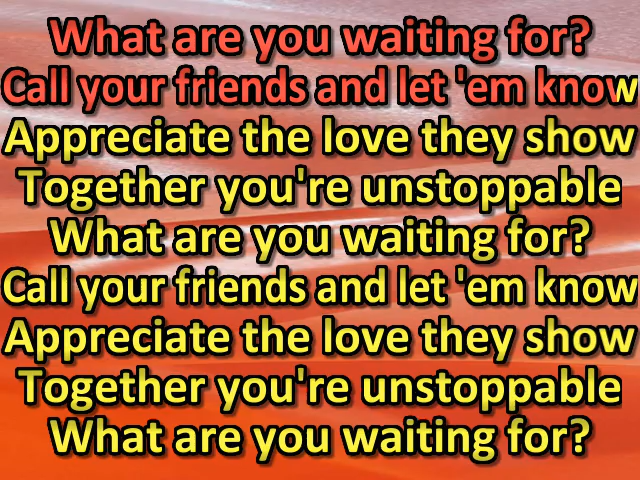 What are you waiting for?
Call your friends and let 'em know
Appreciate the love they show
Together you're unstoppable
What are you waiting for?
Call your friends and let 'em know
Appreciate the love they show
Together you're unstoppable
What are you waiting for?